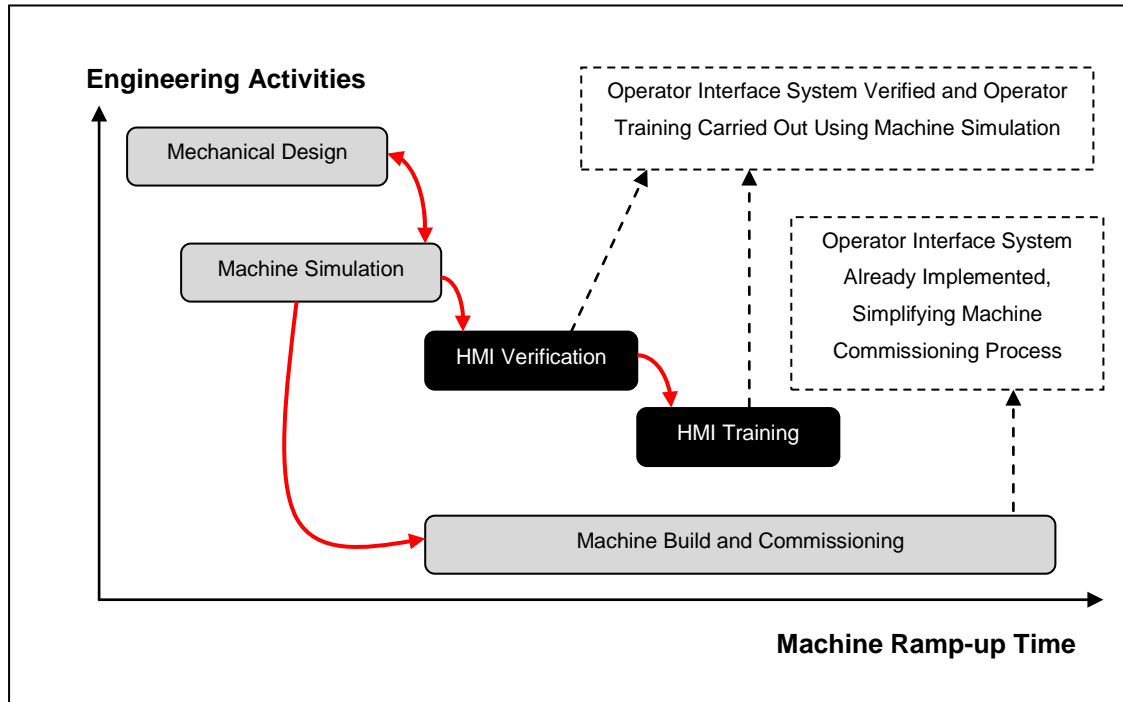 Engineering Activities
Operator Interface System Verified and Operator
Training Carried Out Using Machine Simulation
Mechanical Design
Machine Simulation
Operator Interface System
Already Implemented,
Simplifying Machine
Commissioning Process
HMI Verification
HMI Training
Machine Build and Commissioning
Machine Ramp-up Time